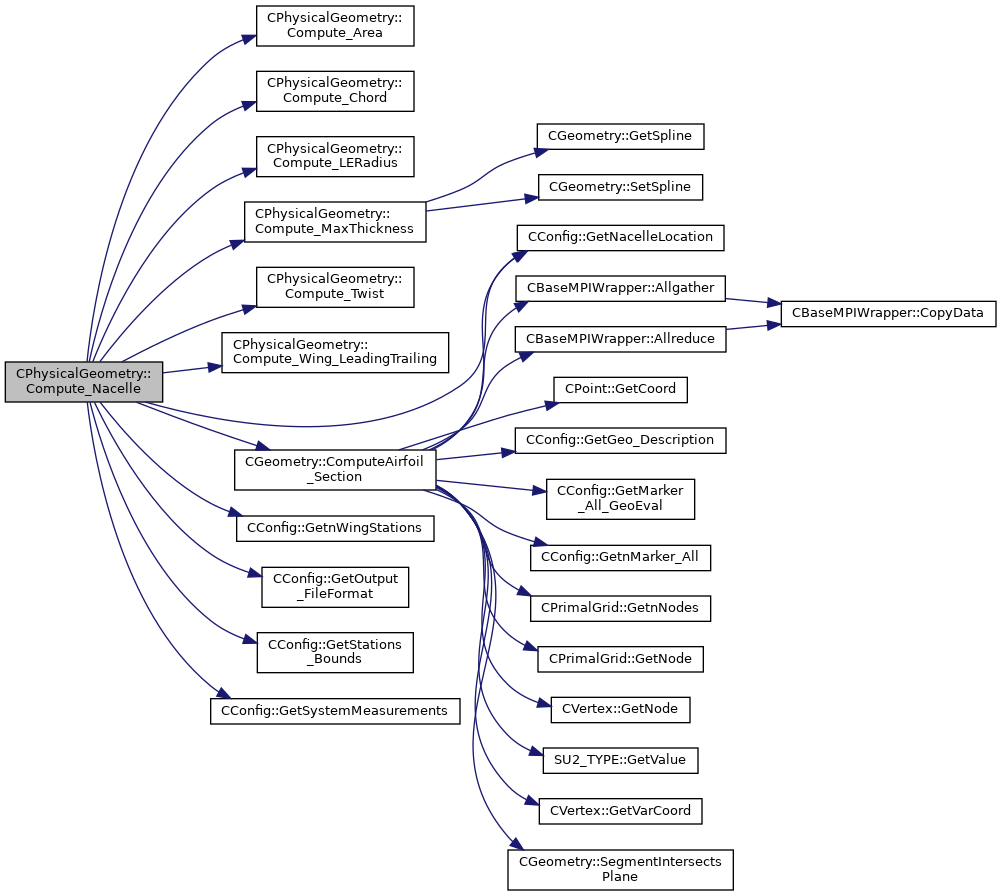 CPhysicalGeometry::
Compute_Nacelle
CPhysicalGeometry::
Compute_Area
CPhysicalGeometry::
Compute_Chord
CPhysicalGeometry::
Compute_LERadius
CPhysicalGeometry::
Compute_MaxThickness
CPhysicalGeometry::
Compute_Twist
CPhysicalGeometry::
Compute_Wing_LeadingTrailing
CGeometry::ComputeAirfoil
_Section
CConfig::GetnWingStations
CConfig::GetOutput
_FileFormat
CConfig::GetStations
_Bounds
CConfig::GetSystemMeasurements
CGeometry::GetSpline
CGeometry::SetSpline
CConfig::GetNacelleLocation
CBaseMPIWrapper::Allgather
CBaseMPIWrapper::Allreduce
CPoint::GetCoord
CConfig::GetGeo_Description
CConfig::GetMarker
_All_GeoEval
CConfig::GetnMarker_All
CPrimalGrid::GetnNodes
CPrimalGrid::GetNode
CVertex::GetNode
SU2_TYPE::GetValue
CVertex::GetVarCoord
CGeometry::SegmentIntersects
Plane
CBaseMPIWrapper::CopyData